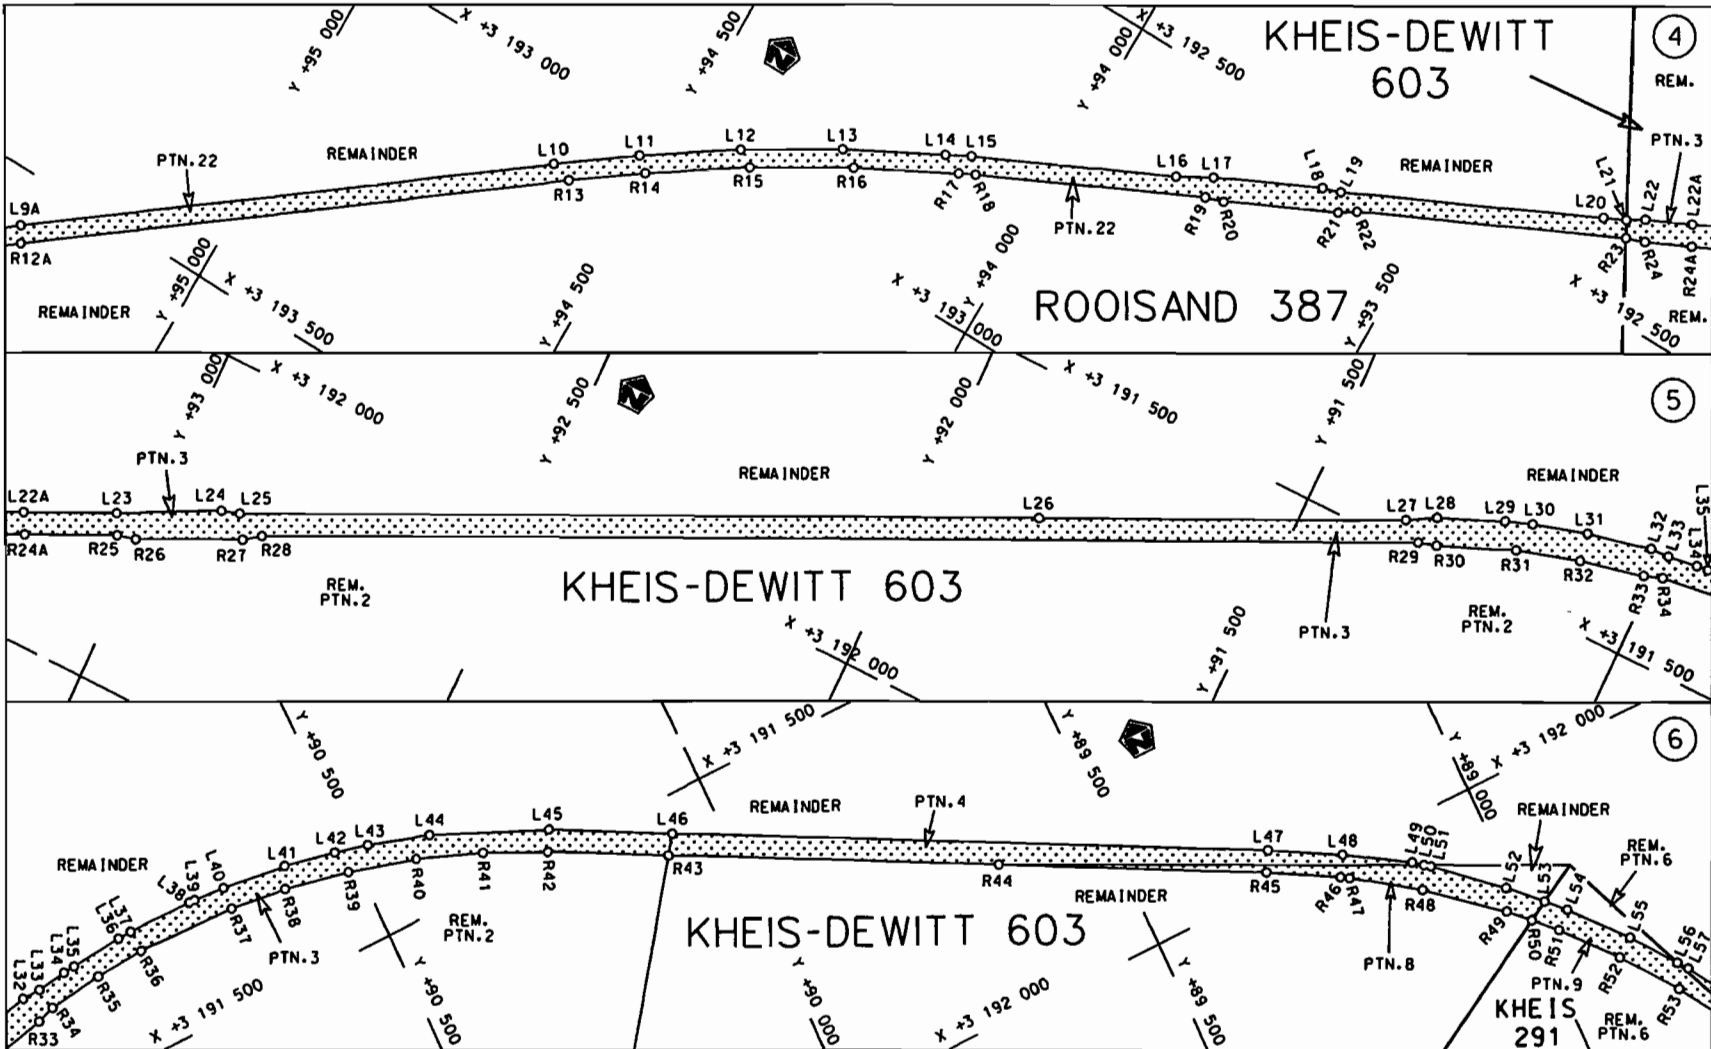 Y +95 000
X +3 193 000
Y +94 500
Y +94 000
X +3 192 500
KHEIS-DEWITT
603
4
REM.
PTN.3
PTN.22
REMAINDER
L10
L11
L12
L13
L14
L15
L16
L17
L18
L19
REMAINDER
L20
L21
L22
L22A
L9A
R12A
R13
R14
R15
R16
R17
R18
PTN.22
R19
R20
R21
R22
R23
R24
R24A
REMAINDER
Y +95 000
X +3 193 500
Y +94 500
X +3 193 000
Y +94 000
ROOISAND 387
Y +93 500
X +3 192 500
REM.
Y +93 000
X +3 192 000
N
Y +92 500
Y +92 000
X +3 191 500
Y +91 500
5
PTN.3
REMAINDER
REMAINDER
L22A
L23
L24
L25
L26
L27
L28
L29
L30
L31
L32
L33
L34
L35
R24A
R25
R26
R27
R28
R29
R30
R31
R32
R33
R34
REM.
PTN.2
KHEIS-DEWITT 603
PTN.3
REM.
PTN.2
X +3 192 000
Y +91 500
X +3 191 500
Y +90 500
X +3 191 500
Y +89 500
N
Y +89 000
X +3 192 000
6
REMAINDER
REMAINDER
PTN.4
REMAINDER
REM.
PTN.6
L32
L33
L34
L35
L36
L37
L38
L39
L40
L41
L42
L43
L44
L45
L46
L47
L48
L49
L50
L51
L52
L53
L54
L55
L56
L57
R33
R34
R35
R36
R37
R38
R39
R40
R41
R42
R43
R44
R45
R46
R47
R48
R49
R50
R51
R52
R53
PTN.3
REM.
PTN.2
KHEIS-DEWITT 603
REMAINDER
PTN.8
PTN.9
X +3 191 500
Y +90 500
Y +90 000
X +3 192 000
Y +89 500
KHEIS
291
REM.
PTN.6